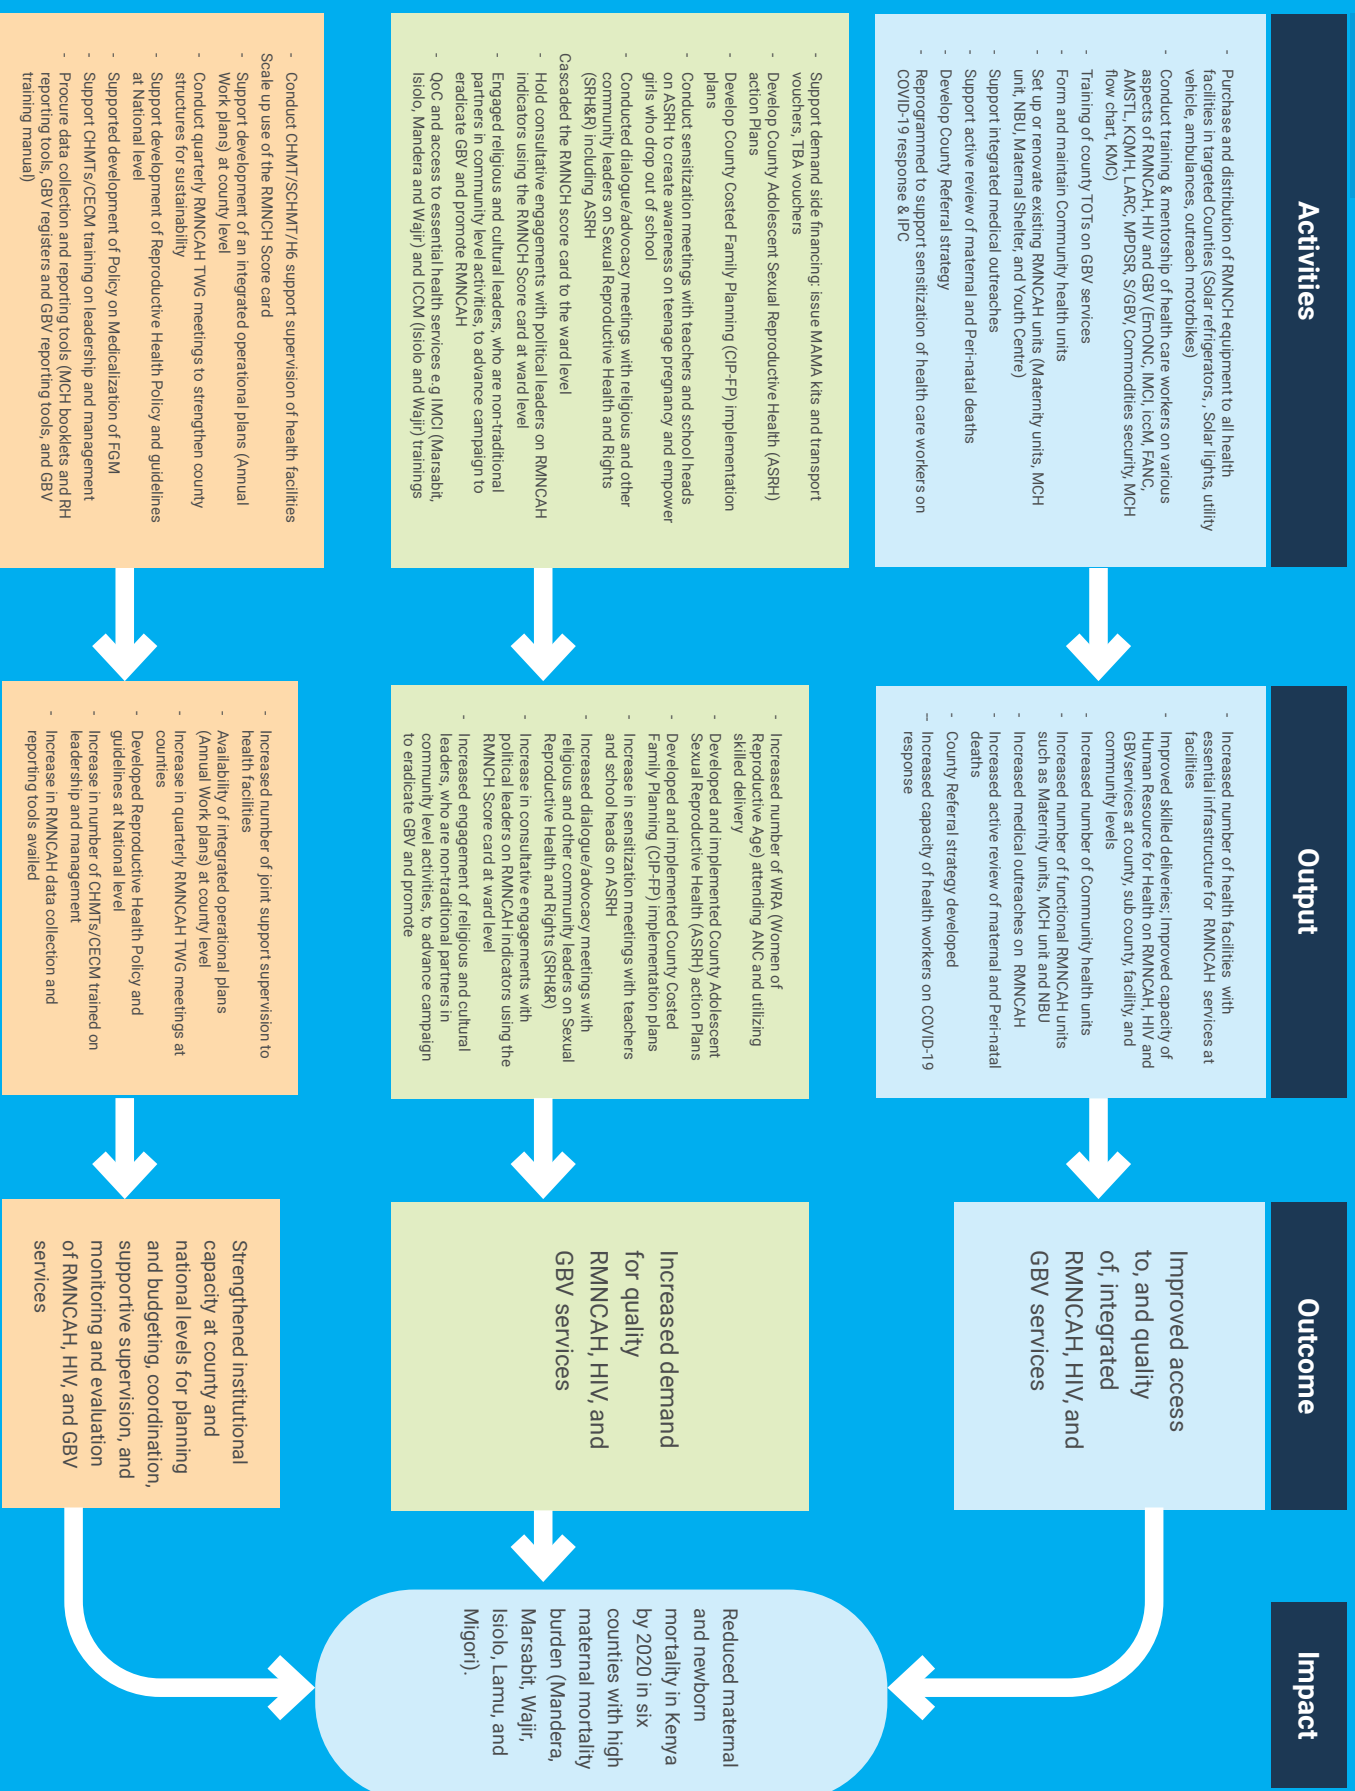 Activities
- Purchase and distribution of RMNCH equipment to all health
facilities in targeted Counties (Solar refrigerators, , Solar lights, utility
vehicle, ambulances, outreach motorbikes)
- Conduct training & mentorship of health care workers on various
aspects of RMNCAH, HIV and GBV (EmONC, IMCI, iccM, FANC,
AMSTL, KQMH, LARC, MPDSR, S/GBV, Commodities security, MCH
flow chart, KMC)
- Training of county TOTs on GBV services
- Form and maintain Community health units
- Set up or renovate existing RMNCAH units (Maternity units, MCH
unit, NBU, Maternal Shelter, and Youth Centre)
- Support integrated medical outreaches
- Support active review of maternal and Peri-natal deaths
- Develop County Referral strategy
- Reprogrammed to support sensitization of health care workers on
COVID-19 response & IPC
Output
- Increased number of health facilities with
essential infrastructure for RMNCAH services at
facilities
- Improved skilled deliveries; Improved capacity of
Human Resource for Health on RMNCAH, HIV and
GBVservices at county, sub county, facility, and
community levels
- Increased number of Community health units
- Increased number of functional RMNCAH units
such as Maternity units, MCH unit and NBU
- Increased medical outreaches on RMNCAH
- Increased active review of maternal and Peri-natal
deaths
- County Referral strategy developed
– Increased capacity of health workers on COVID-19
response
Outcome
Improved access
to, and quality
of, integrated
RMNCAH, HIV, and
GBV services
Impact
- Support demand side financing: issue MAMA kits and transport
vouchers, TBA vouchers
- Develop County Adolescent Sexual Reproductive Health (ASRH)
action Plans
- Develop County Costed Family Planning (CIP-FP) implementation
plans
- Conduct sensitization meetings with teachers and school heads
on ASRH to create awareness on teenage pregnancy and empower
girls who drop out of school
- Conducted dialogue/advocacy meetings with religious and other
community leaders on Sexual Reproductive Health and Rights
(SRH&R) including ASRH
Cascaded the RMNCH score card to the ward level
- Hold consultative engagements with political leaders on RMNCAH
indicators using the RMNCH Score card at ward level
- Engaged religious and cultural leaders, who are non-traditional
partners in community level activities, to advance campaign to
eradicate GBV and promote RMNCAH
- QoC and access to essential health services e.g IMCI (Marsabit,
Isiolo, Mandera and Wajir) and ICCM (Isiolo and Wajir) trainings
- Increased number of WRA (Women of
Reproductive Age) attending ANC and utilizing
skilled delivery
- Developed and implemented County Adolescent
Sexual Reproductive Health (ASRH) action Plans
- Developed and implemented County Costed
Family Planning (CIP-FP) implementation plans
- Increase in sensitization meetings with teachers
and school heads on ASRH
- Increased dialogue/advocacy meetings with
religious and other community leaders on Sexual
Reproductive Health and Rights (SRH&R)
- Increase in consultative engagements with
political leaders on RMNCAH indicators using the
RMNCH Score card at ward level
- Increased engagement of religious and cultural
leaders, who are non-traditional partners in
community level activities, to advance campaign
to eradicate GBV and promote
Increased demand
for quality
RMNCAH, HIV, and
GBV services
Reduced maternal
and newborn
mortality in Kenya
by 2020 in six
counties with high
maternal mortality
burden (Mandera,
Marsabit, Wajir,
Isiolo, Lamu, and
Migori).
- Conduct CHMT/SCHMT/H6 support supervision of health facilities
Scale up use of the RMNCH Score card
- Support development of an integrated operational plans (Annual
Work plans) at county level
- Conduct quarterly RMNCAH TWG meetings to strengthen county
structures for sustainability
- Support development of Reproductive Health Policy and guidelines
at National level
- Supported development of Policy on Medicalization of FGM
- Support CHMTs/CECM training on leadership and management
- Procure data collection and reporting tools (MCH booklets and RH
reporting tools, GBV registers and GBV reporting tools, and GBV
training manual)
- Increased number of joint support supervision to
health facilities
- Availability of integrated operational plans
(Annual Work plans) at county level
- Increase in quarterly RMNCAH TWG meetings at
counties
- Developed Reproductive Health Policy and
guidelines at National level
- Increase in number of CHMTs/CECM trained on
leadership and management
- Increase in RMNCAH data collection and
reporting tools availed
Strengthened institutional
capacity at county and
national levels for planning
and budgeting, coordination,
supportive supervision, and
monitoring and evaluation
of RMNCAH, HIV, and GBV
services